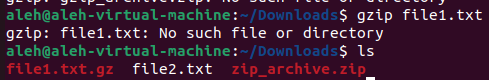 gzip: gzip_archive.zip: No such file or directory
aleh@aleh-virtual-machine:~/Downloads$ gzip file1.txt
gzip: file1.txt: No such file or directory
aleh@aleh-virtual-machine:~/Downloads$ ls
file1.txt.gz file2.txt zip_archive.zip